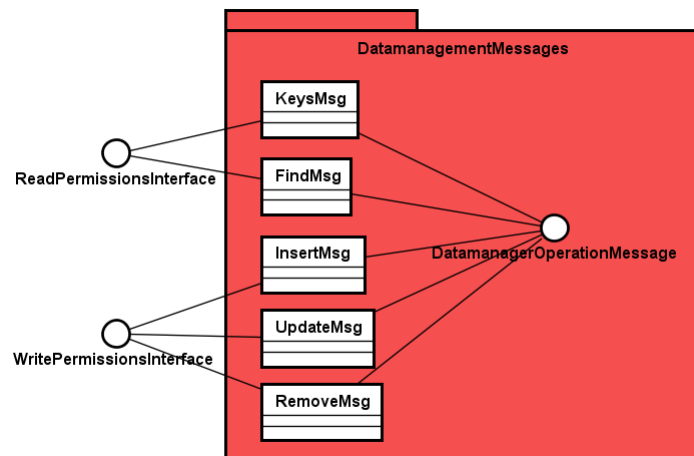 DatamanagementMessages
KeysMsg
ReadPermissionsInterface
FindMsg
InsertMsg
DatamanagerOperationMessage
UpdateMsg
WritePermissionsInterface
RemoveMsg